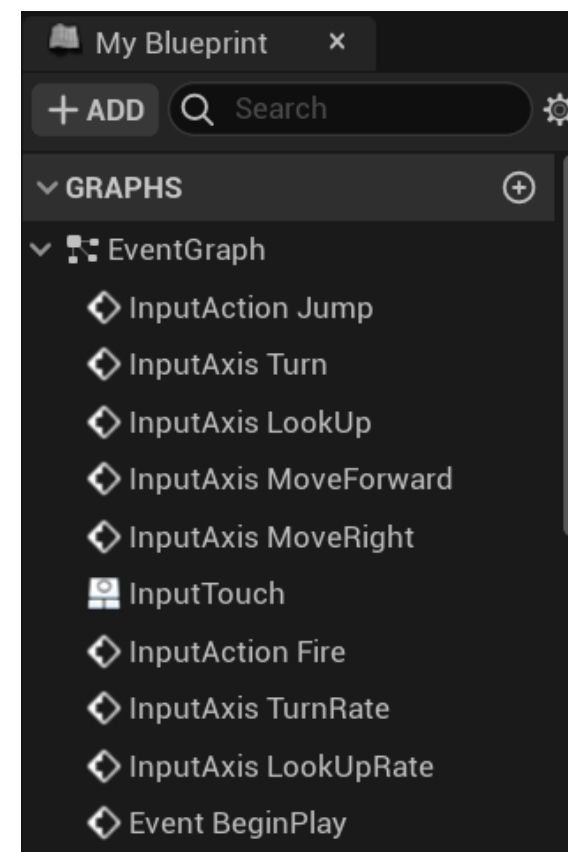 My Blueprint ×
+ ADD Search
GRAPHS
EventGraph
InputAction Jump
InputAxis Turn
InputAxis LookUp
InputAxis MoveForward
InputAxis MoveRight
InputTouch
InputAction Fire
InputAxis TurnRate
InputAxis LookUpRate
Event BeginPlay